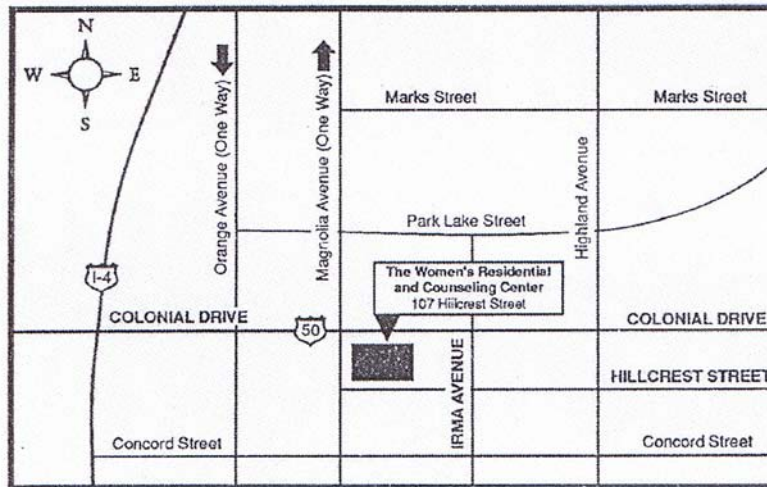 N
W E
S
Orange Avenue (One Way)
Magnolia Avenue (One Way)
Marks Street
Marks Street
Highland Avenue
Park Lake Street
The Women's Residential
and Counseling Center
107 Hillcrest Street
I-4
COLONIAL DRIVE
50
COLONIAL DRIVE
IRMA AVENUE
HILLCREST STREET
Concord Street
Concord Street